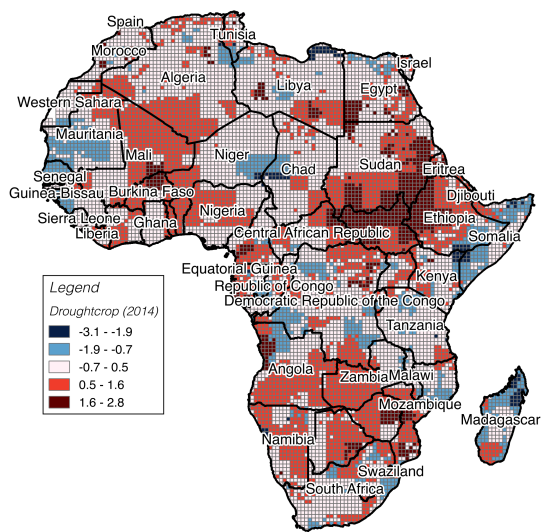 Spain
Tunisia
Morocco
Israel
Algeria
Libya
Egypt
Western Sahara
Mauritania
Mali
Niger
Chad
Sudan
Eritrea
Senegal
Guinea-Bissau
Burkina Faso
Djibouti
Nigeria
Ethiopia
Sierra Leone
Ghana
Liberia
Central African Republic
Somalia
Equatorial Guinea
Kenya
Republic of Congo
Democratic Republic of the Congo
Tanzania
Legend
Droughtcrop (2014)
-3.1 - -1.9
-1.9 - -0.7
-0.7 - 0.5
0.5 - 1.6
1.6 - 2.8
Angola
Zambia
Malawi
Mozambique
Madagascar
Namibia
Swaziland
South Africa